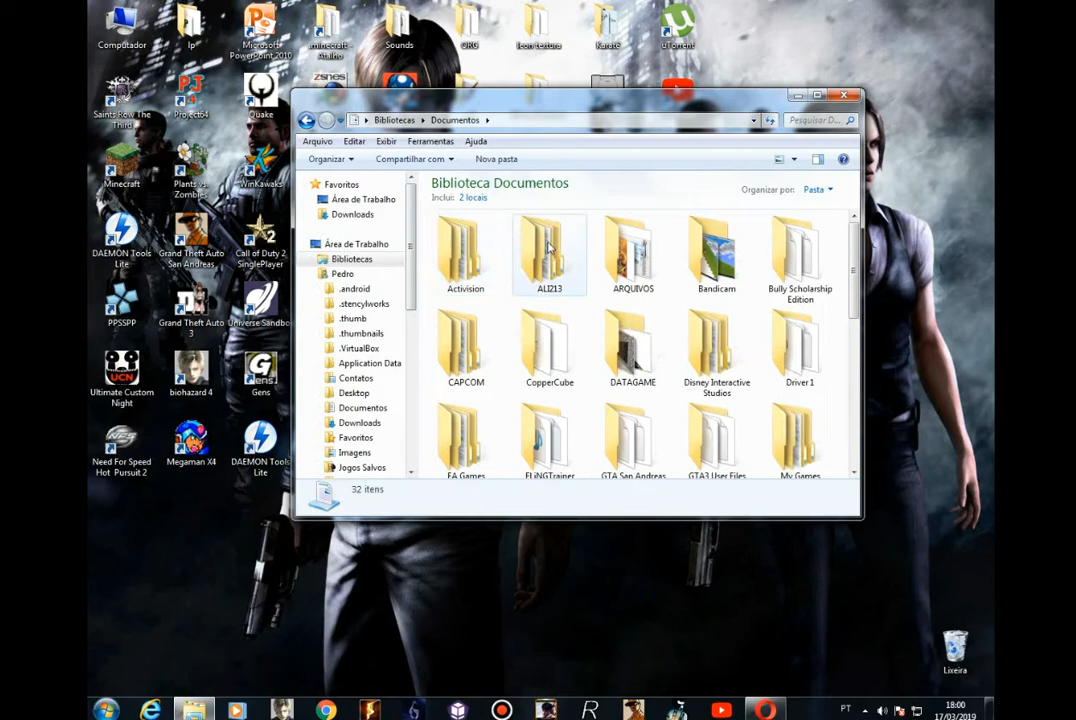 Computador
lp
Microsoft PowerPoint 2010
.minecraft - Atalho
Sounds
ORG
Icon textura
Karate
uTorrent
Saints Row The Third
Project64
Quake
zsnes
Minecraft
Plants vs. Zombies
WinKawaks
DAEMON Tools Lite
Grand Theft Auto San Andreas
Call of Duty 2 SinglePlayer
PPSSPP
Grand Theft Auto 3
Universe Sandbo
Ultimate Custom Night
biohazard 4
Gens
Need For Speed Hot Pursuit 2
Megaman X4
DAEMON Tools Lite
Bibliotecas
Documentos
Pesquisar D...
Arquivo Editar Exibir Ferramentas Ajuda
Organizar
Compartilhar com
Nova pasta
Favoritos
Área de Trabalho
Downloads
Área de Trabalho
Bibliotecas
Pedro
.android
.stencylworks
.thumb
.thumbnails
.VirtualBox
Application Data
Contatos
Desktop
Documentos
Downloads
Favoritos
Imagens
Jogos Salvos
Biblioteca Documentos
Inclui: 2 locais
Organizar por: Pasta
Activision
ALI213
ARQUIVOS
Bandicam
Bully Scholarship Edition
CAPCOM
CopperCube
DATAGAME
Disney Interactive Studios
Driver 1
EA Games
FLiNGTrainer
GTA San Andreas
GTA3 User Files
My Games
32 itens
Lixeira
PT
18:00
17/03/2019